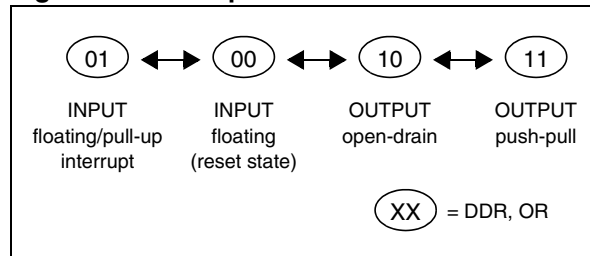 01 00 10 11
INPUT INPUT OUTPUT OUTPUT
floating/pull-up floating open-drain push-pull
interrupt (reset state)
XX = DDR, OR